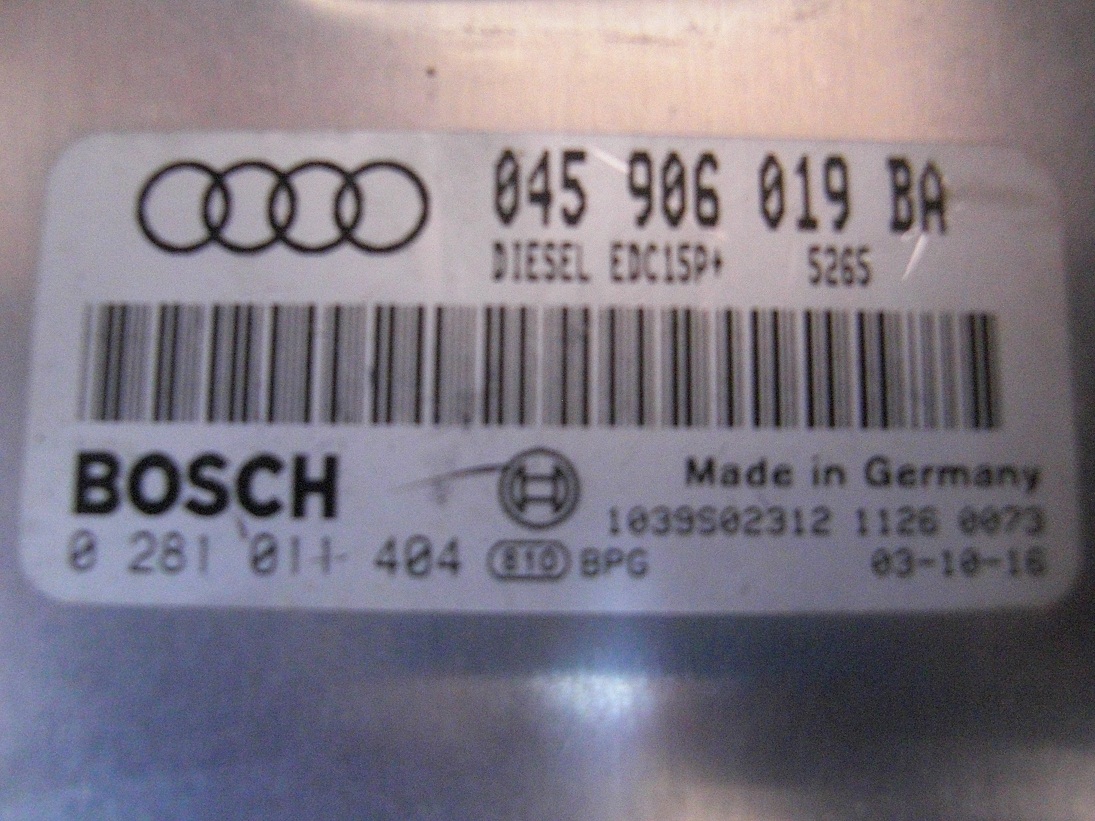 045 906 019 BA
DIESEL EDC15P+ 5265
BOSCH
Made in Germany
1039S02312 1126 0073
0 281 011 404 810 BPG 03-10-16